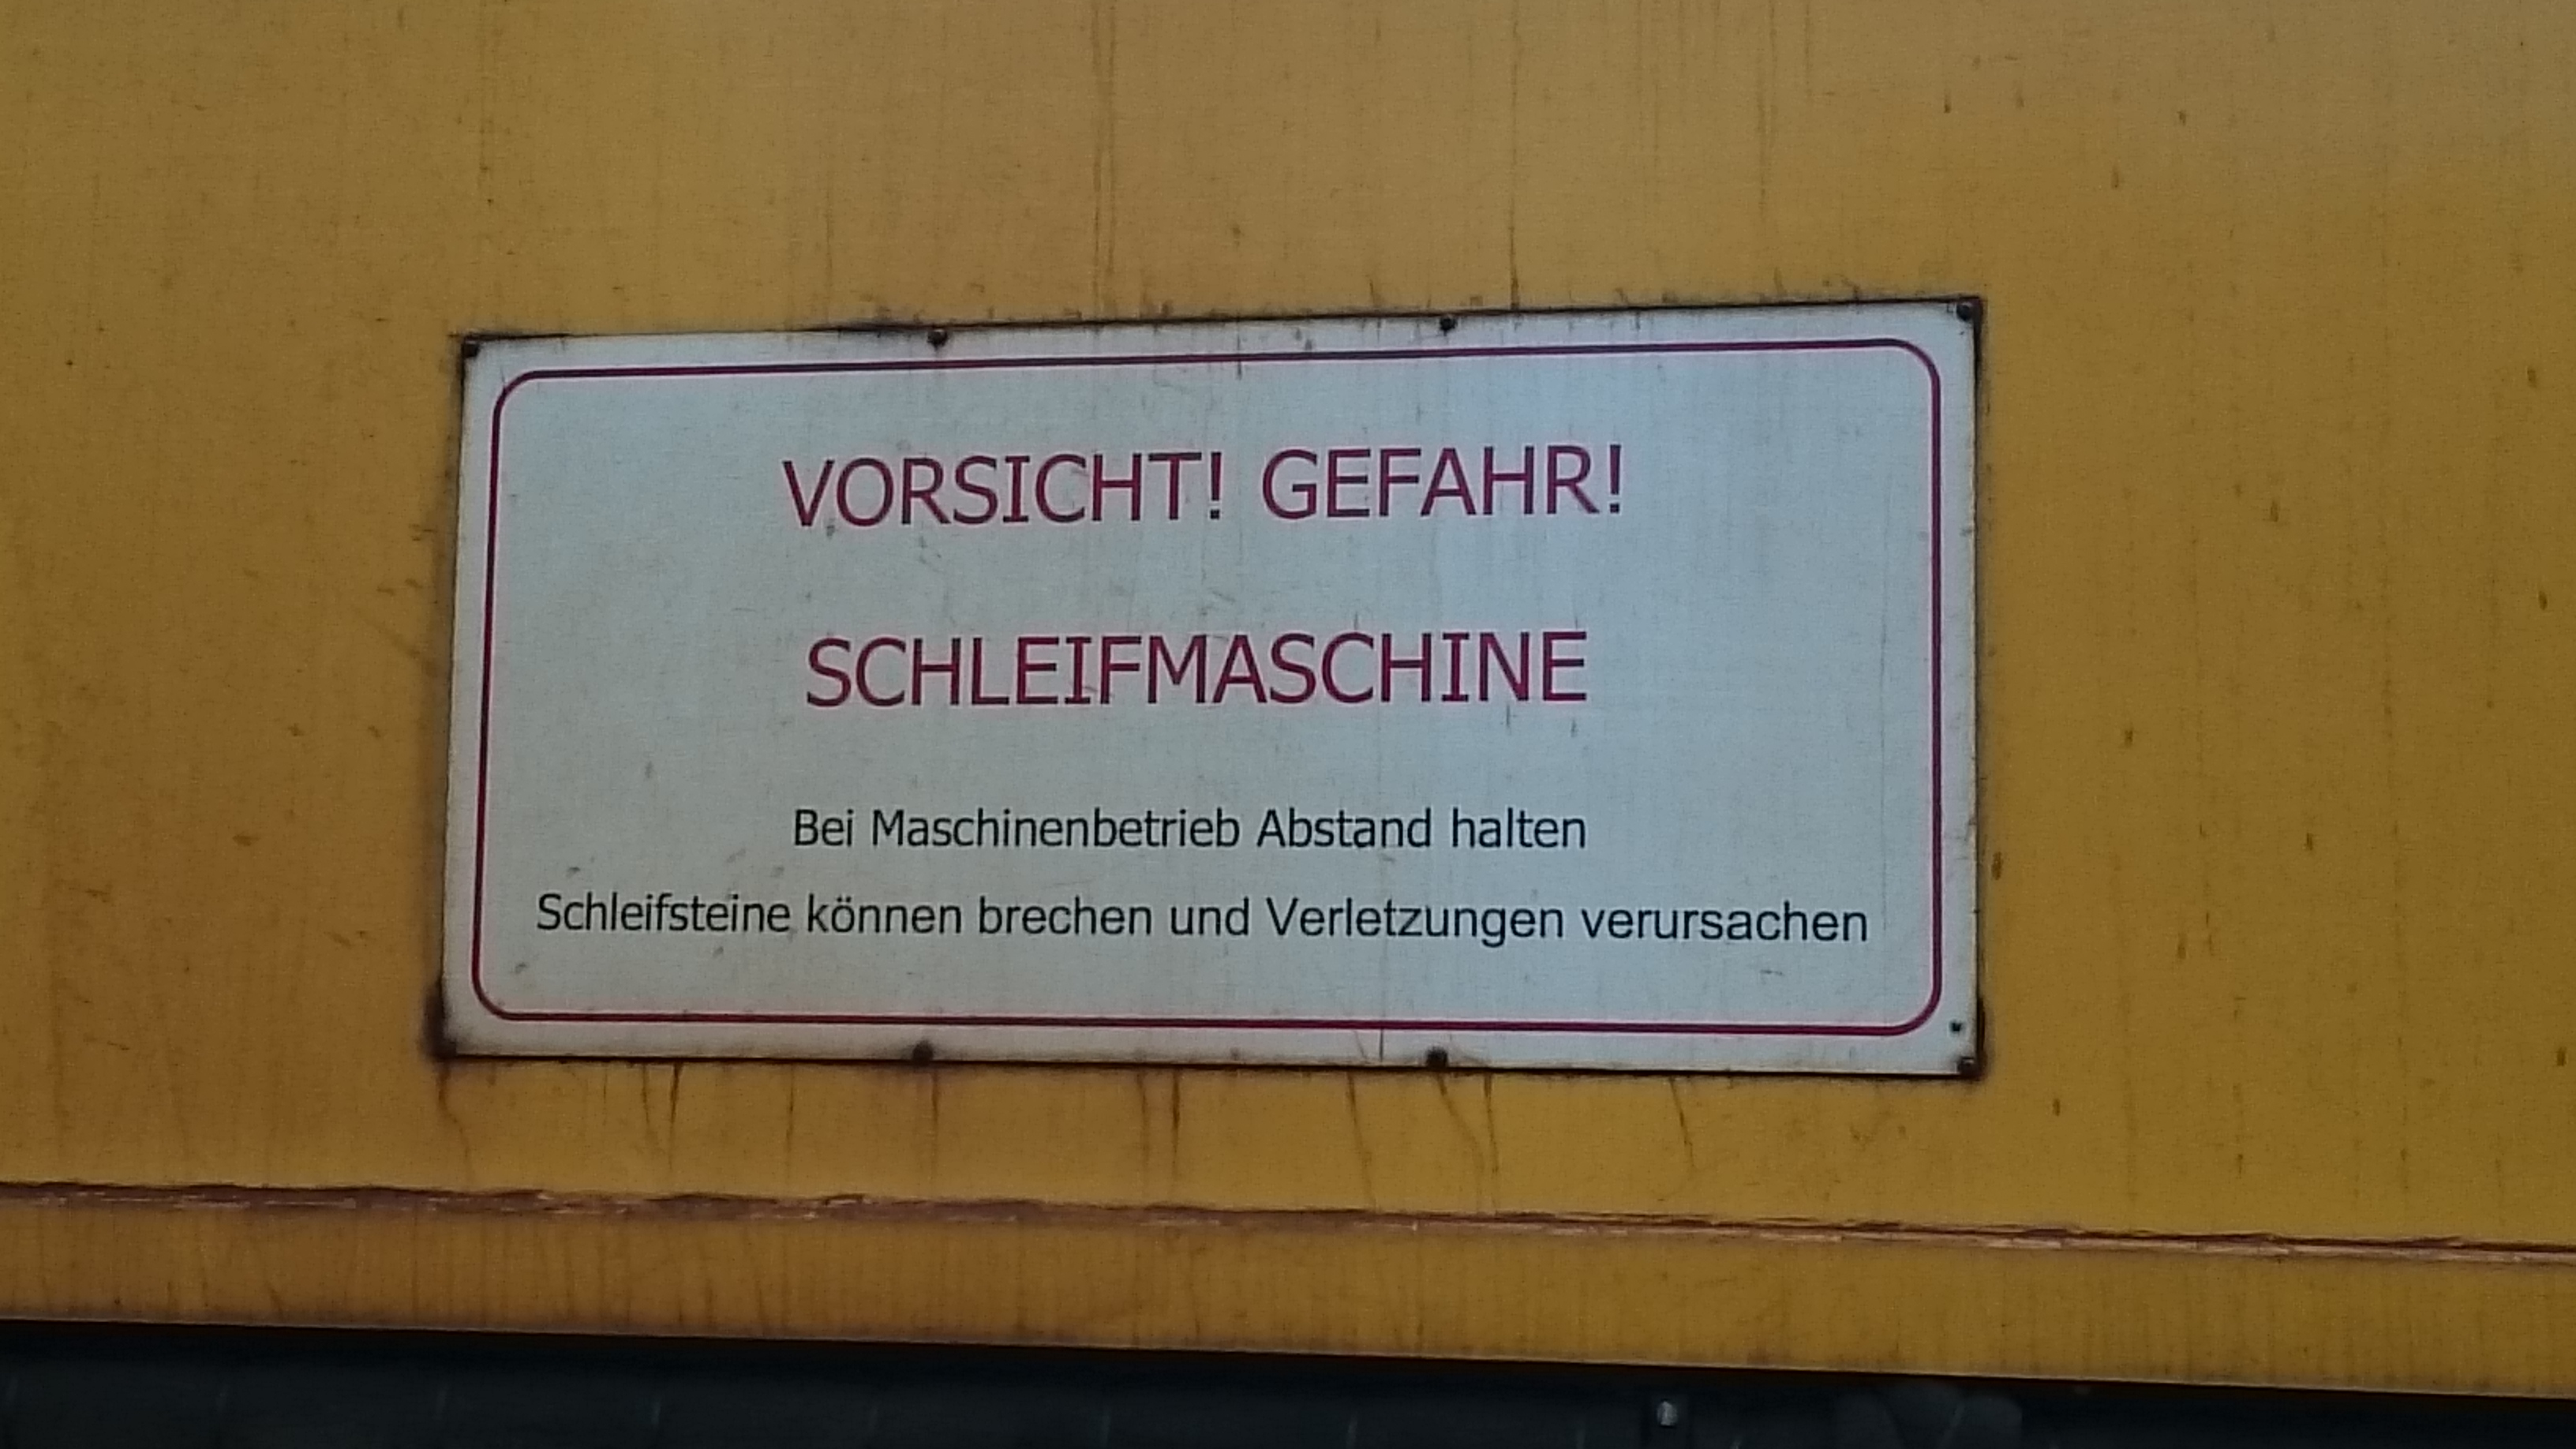 VORSICHT! GEFAHR!
SCHLEIFMASCHINE
Bei Maschinenbetrieb Abstand halten
Schleifsteine können brechen und Verletzungen verursachen